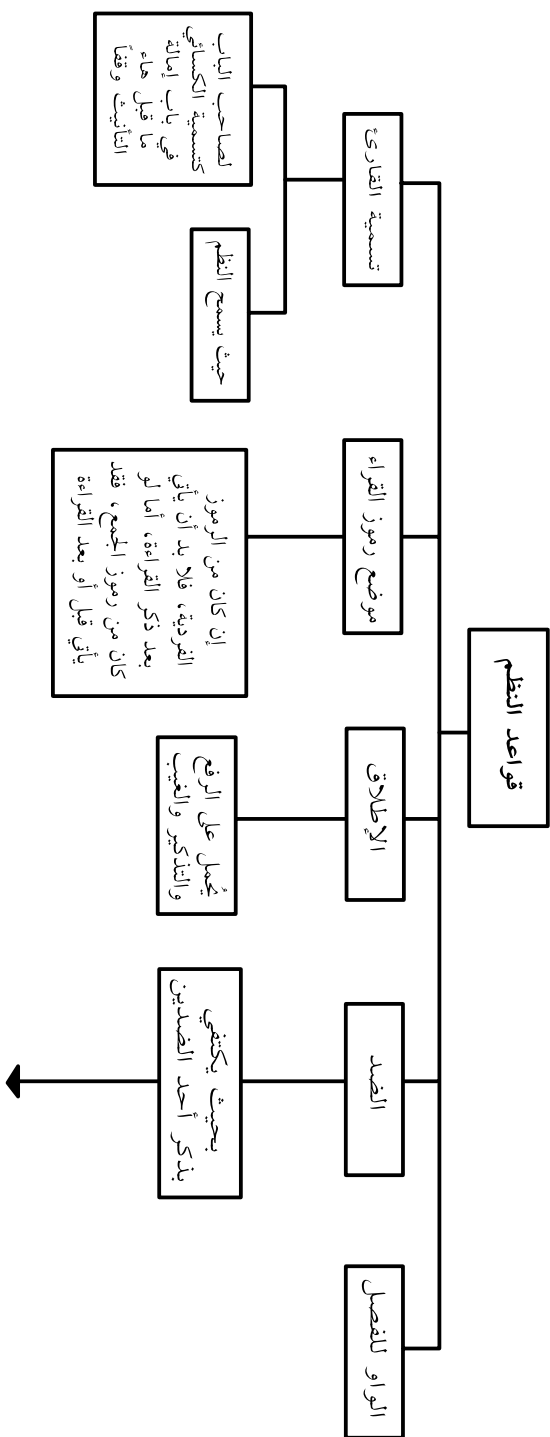 قواعد النظم
الواو للفصل
الضد
الإطلاق
موضع رموز القراء
تسمية القارئ
بحيث يكتفي
بذكر أحد الضدين
يُحمل على الرفع
والتذكير والغيب
إن كان من الرموز
الفردية، فلا بد أن يأتي
بعد ذكر القراءة، أما لو
كان من رموز الجمع، فقد
يأتي قبل أو بعد القراءة
حيث يسمح النظم
لصاحب الباب
كتسمية الكسائي
في باب إمالة
ما قبل هاء
التأنيث وقفاً